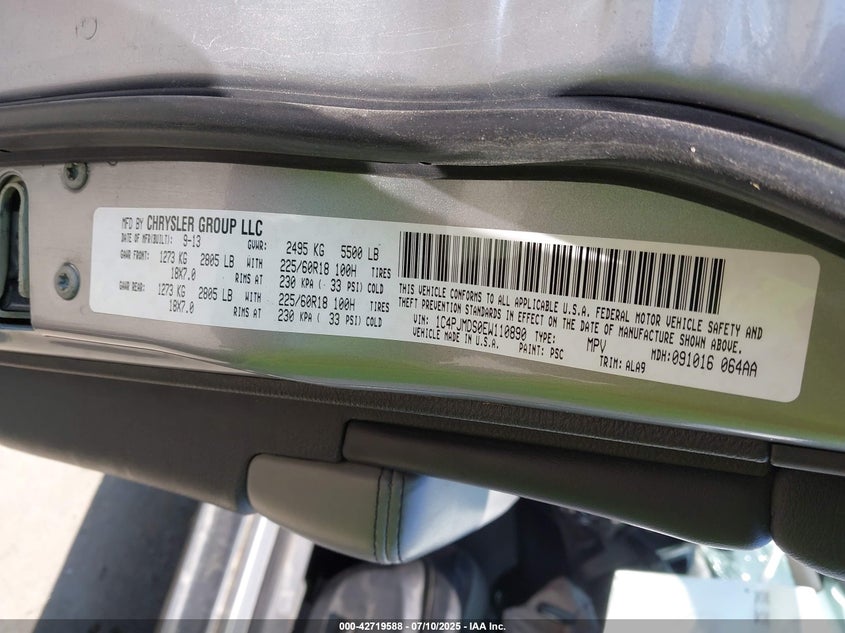 MFD BY CHRYSLER GROUP LLC
DATE OF MFR(BUILT): 9-13 GVWR: 2495 KG 5500 LB
GAWR FRONT: 1273 KG 2805 LB WITH 225/60R18 100H TIRES
18X7.0 RIMS AT 230 KPA ( 33 PSI) COLD
GAWR REAR: 1273 KG 2805 LB WITH 225/60R18 100H TIRES
18X7.0 RIMS AT 230 KPA ( 33 PSI) COLD
THIS VEHICLE CONFORMS TO ALL APPLICABLE U.S.A. FEDERAL MOTOR VEHICLE SAFETY AND
THEFT PREVENTION STANDARDS IN EFFECT ON THE DATE OF MANUFACTURE SHOWN ABOVE.
VIN: 1C4PJMDS0EW110890 TYPE: MPV MDH:091016 064AA
VEHICLE MADE IN U.S.A. PAINT: PSC TRIM: ALA9
000-42719588 - 07/10/2025 - IAA Inc.